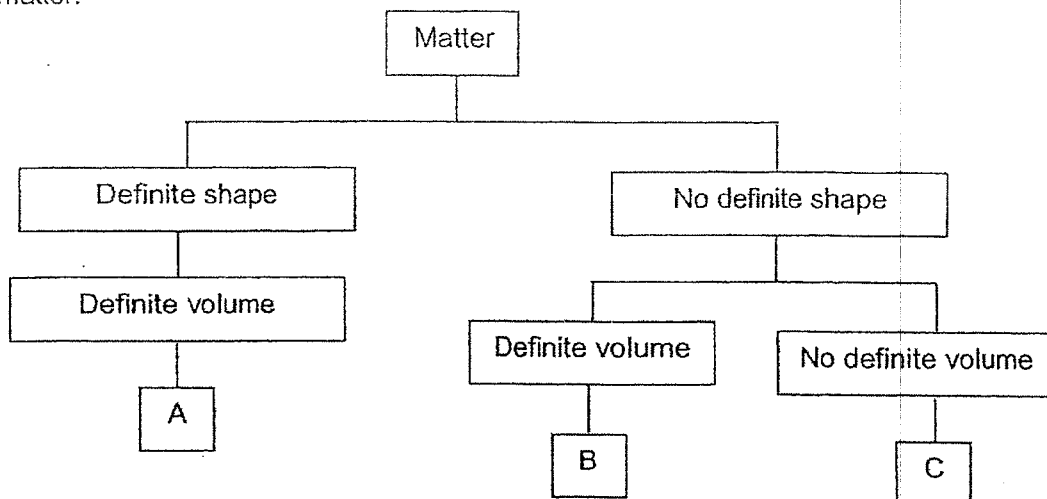 matter.
Matter
Definite shape
No definite shape
Definite volume
Definite volume
No definite volume
A
B
C